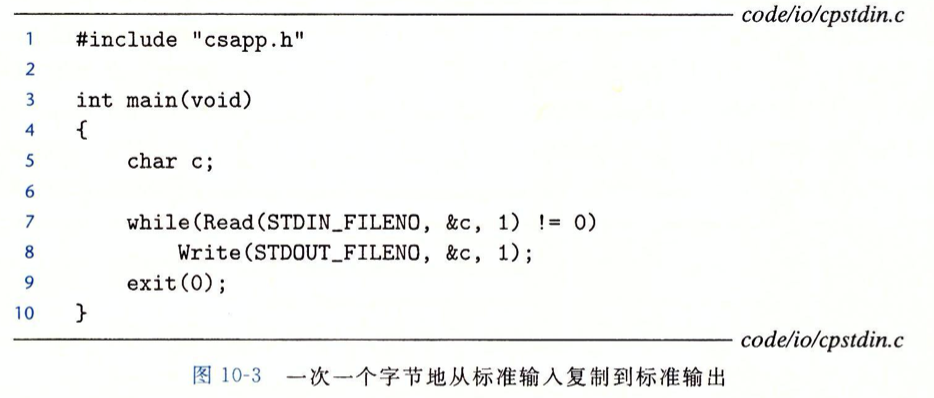 code/io/cpstdin.c
1 #include "csapp.h"
2
3 int main(void)
4 {
5     char c;
6
7     while(Read(STDIN_FILENO, &c, 1) != 0)
8         Write(STDOUT_FILENO, &c, 1);
9     exit(0);
10 }
code/io/cpstdin.c
图 10-3 一次一个字节地从标准输入复制到标准输出